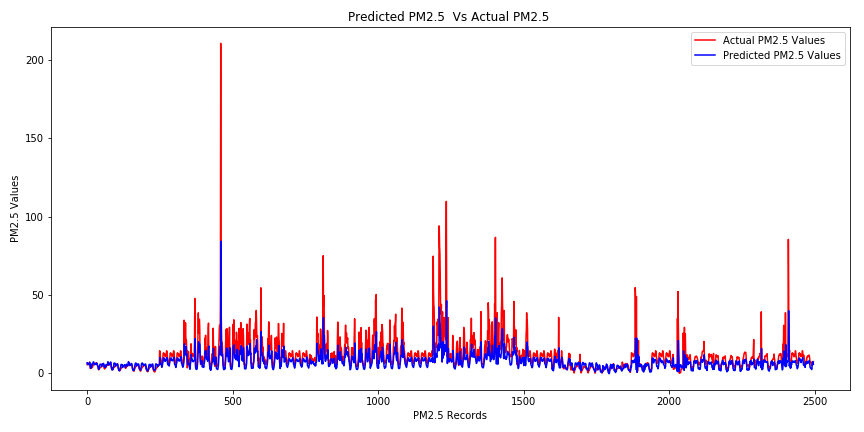 Predicted PM2.5  Vs Actual PM2.5
Actual PM2.5 Values
Predicted PM2.5 Values
PM2.5 Values
200
150
100
50
0
0 500 1000 1500 2000 2500
PM2.5 Records